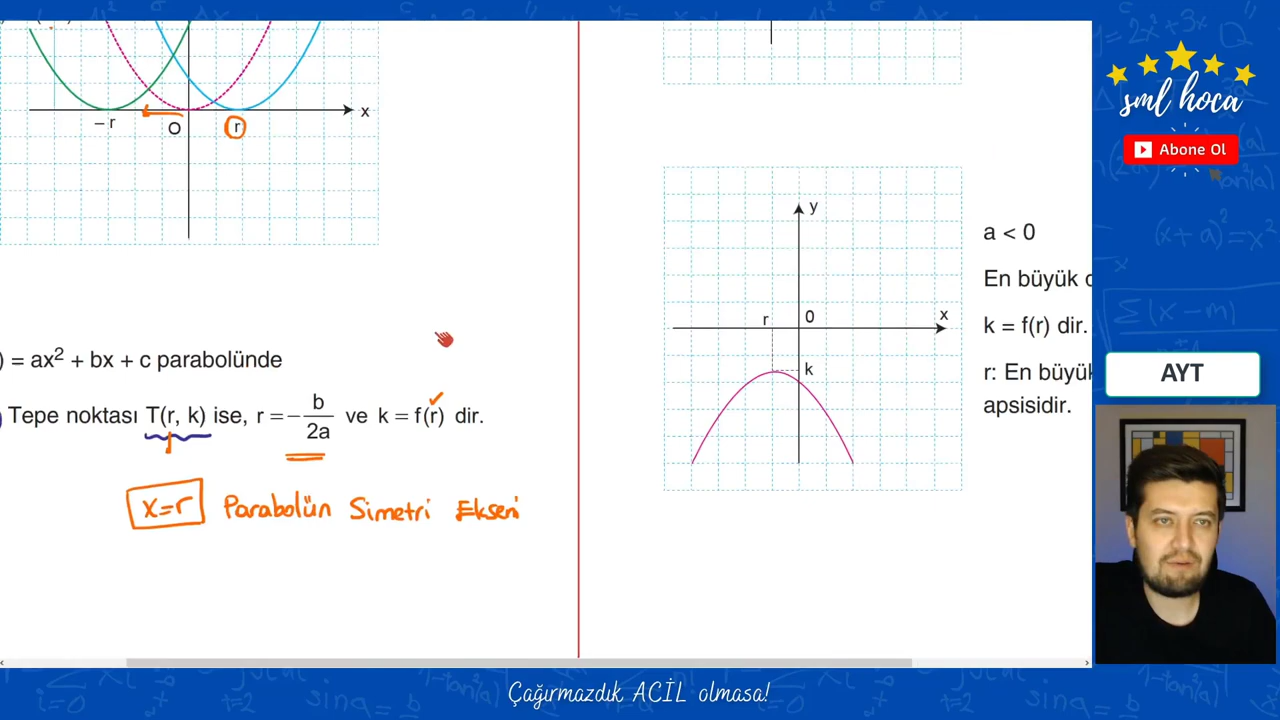 x
– r
O
r
) = ax² + bx + c parabolünde
Tepe noktası T(r, k) ise, r = – b/2a ve k = f(r) dir.
x=r Parabolün Simetri Ekseni
y
r
0
x
k
a < 0
En büyük
k = f(r) dir.
r: En büyük
apsisidir.
sml hoca
Abone Ol
AYT
Çağırmazdık ACİL olmasa!